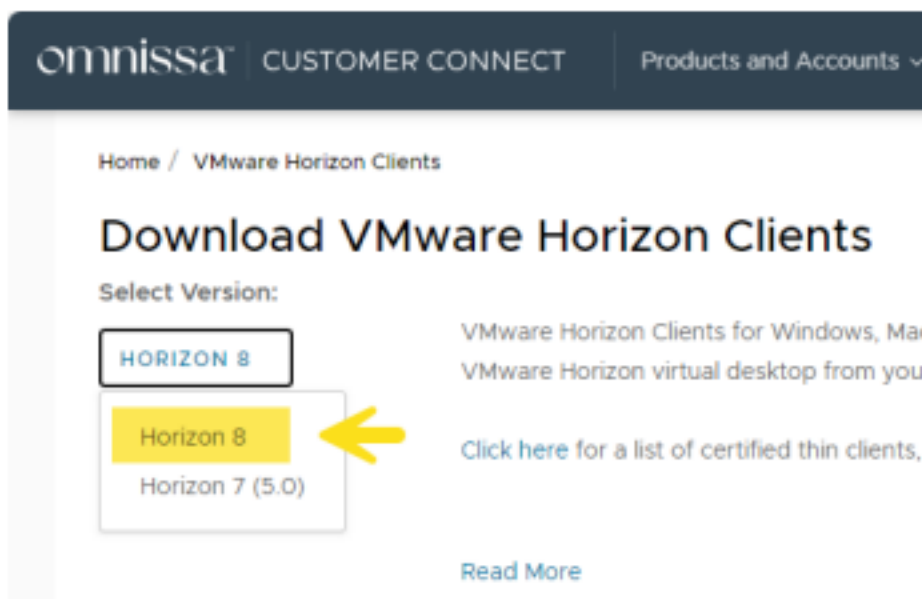 omnissa CUSTOMER CONNECT Products and Accounts
Home / VMware Horizon Clients
Download VMware Horizon Clients
Select Version:
HORIZON 8
Horizon 8
Horizon 7 (5.0)
VMware Horizon Clients for Windows, Mac
VMware Horizon virtual desktop from you
Click here for a list of certified thin clients,
Read More